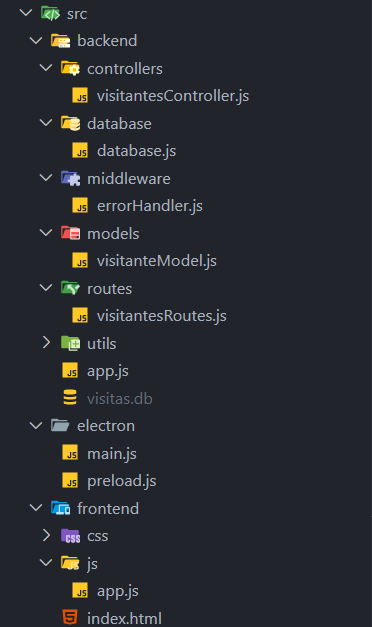 src
backend
controllers
JS visitantesController.js
database
JS database.js
middleware
JS errorHandler.js
models
JS visitanteModel.js
routes
JS visitantesRoutes.js
utils
JS app.js
visitas.db
electron
JS main.js
JS preload.js
frontend
CSS css
JS js
JS app.js
index.html